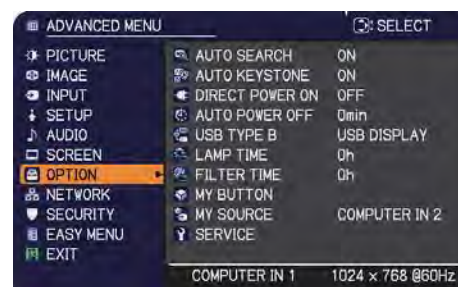 ADVANCED MENU : SELECT
PICTURE AUTO SEARCH ON
IMAGE AUTO KEYSTONE ON
INPUT DIRECT POWER ON OFF
SETUP AUTO POWER OFF 0min
AUDIO USB TYPE B USB DISPLAY
SCREEN LAMP TIME 0h
OPTION FILTER TIME 0h
NETWORK MY BUTTON
SECURITY MY SOURCE COMPUTER IN 2
EASY MENU SERVICE
EXIT
COMPUTER IN 1 1024 x 768 @60Hz